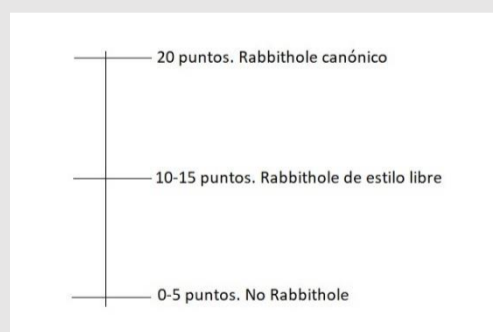 20 puntos. Rabbithole canónico
10-15 puntos. Rabbithole de estilo libre
0-5 puntos. No Rabbithole